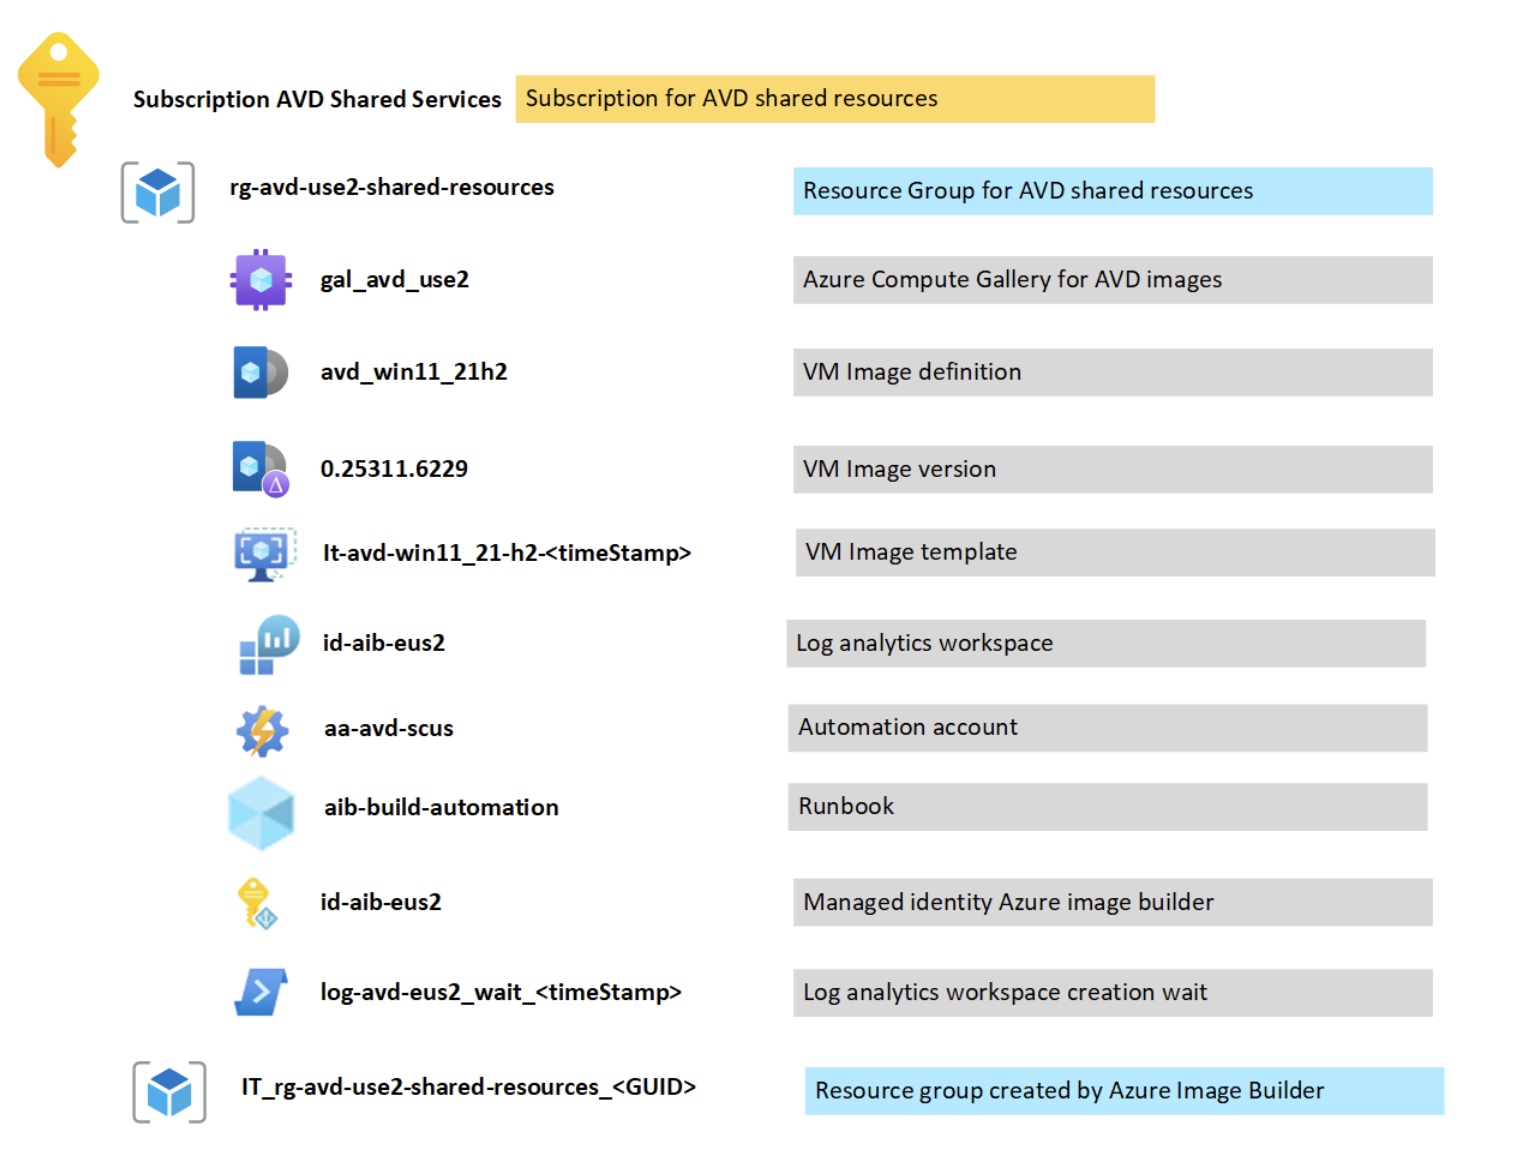 Subscription AVD Shared Services Subscription for AVD shared resources
rg-avd-use2-shared-resources Resource Group for AVD shared resources
gal_avd_use2 Azure Compute Gallery for AVD images
avd_win11_21h2 VM Image definition
0.25311.6229 VM Image version
It-avd-win11_21-h2-<timeStamp> VM Image template
id-aib-eus2 Log analytics workspace
aa-avd-scus Automation account
aib-build-automation Runbook
id-aib-eus2 Managed identity Azure image builder
log-avd-eus2_wait_<timeStamp> Log analytics workspace creation wait
IT_rg-avd-use2-shared-resources_<GUID> Resource group created by Azure Image Builder